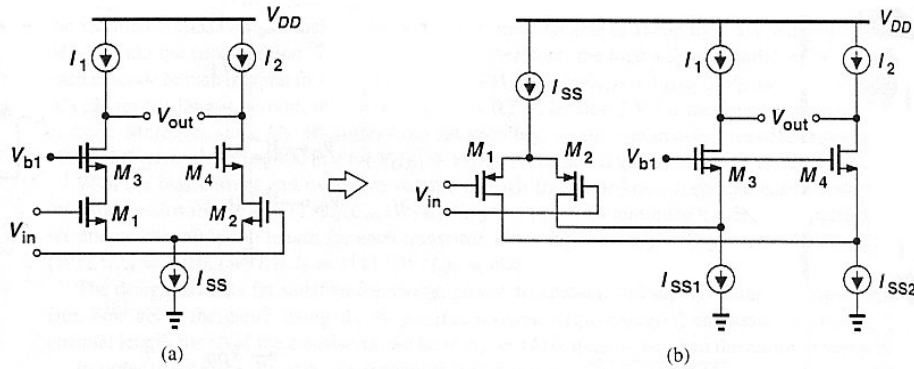 V_DD
I_1
I_2
V_out
V_b1
M_3
M_4
M_1
M_2
V_in
I_SS
(a)
V_DD
I_SS
I_1
I_2
V_out
M_1
M_2
V_b1
M_3
M_4
V_in
I_SS1
I_SS2
(b)